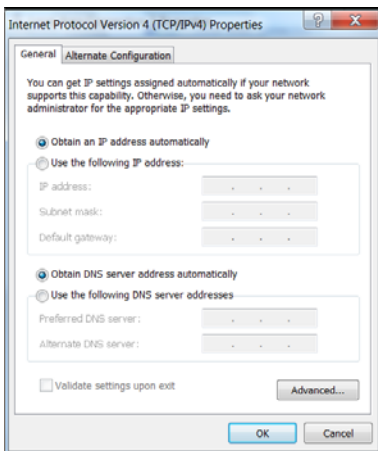 Internet Protocol Version 4 (TCP/IPv4) Properties
General
Alternate Configuration
You can get IP settings assigned automatically if your network
supports this capability. Otherwise, you need to ask your network
administrator for the appropriate IP settings.
Obtain an IP address automatically
Use the following IP address:
IP address:
Subnet mask:
Default gateway:
Obtain DNS server address automatically
Use the following DNS server addresses
Preferred DNS server:
Alternate DNS server:
Validate settings upon exit
Advanced...
OK
Cancel